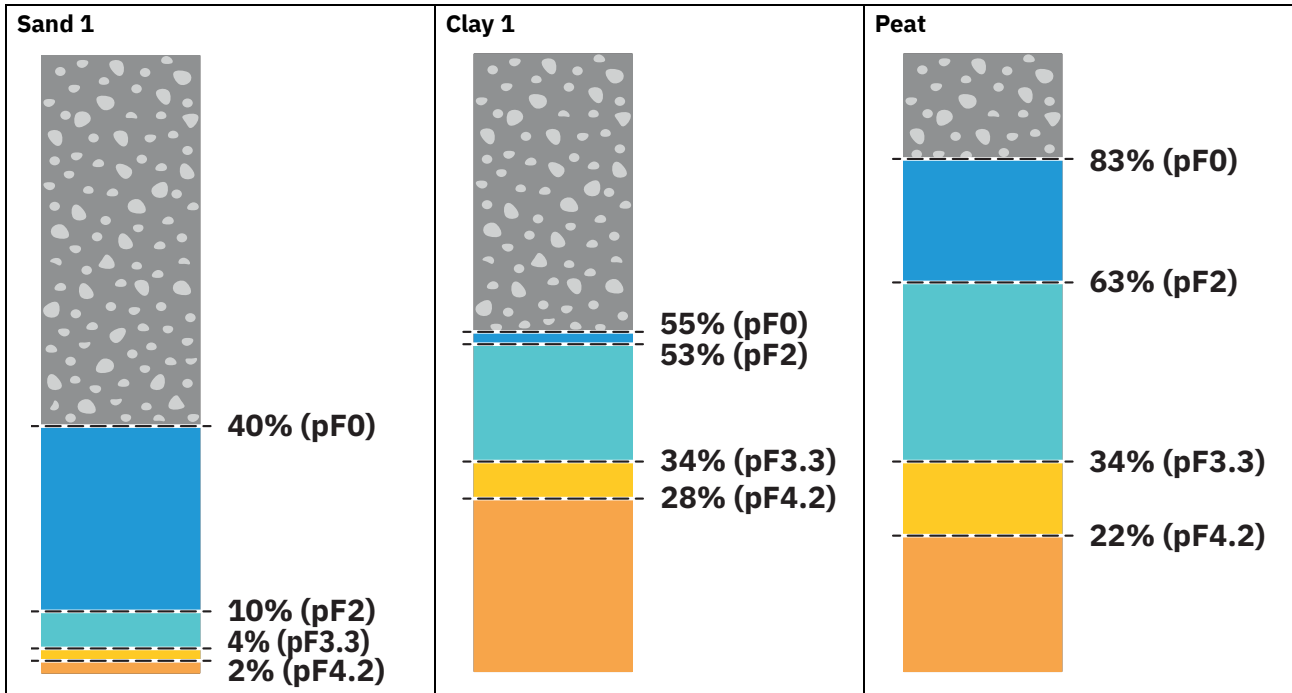 Sand 1
40% (pF0)
10% (pF2)
4% (pF3.3)
2% (pF4.2)
Clay 1
55% (pF0)
53% (pF2)
34% (pF3.3)
28% (pF4.2)
Peat
83% (pF0)
63% (pF2)
34% (pF3.3)
22% (pF4.2)